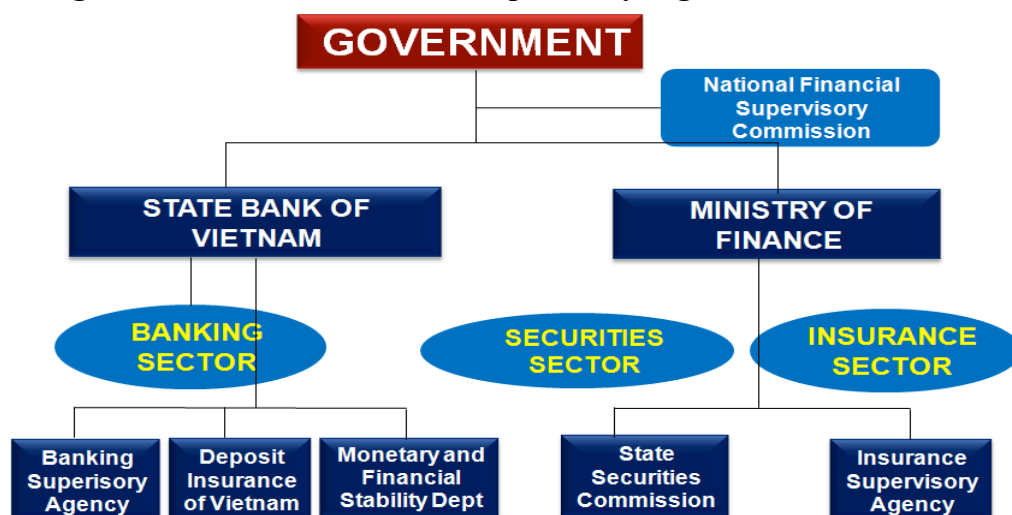 GOVERNMENT
National Financial
Supervisory
Commission
STATE BANK OF
VIETNAM
MINISTRY OF
FINANCE
BANKING
SECTOR
SECURITIES
SECTOR
INSURANCE
SECTOR
Banking
Superisory
Agency
Deposit
Insurance
of Vietnam
Monetary and
Financial
Stability Dept
State
Securities
Commission
Insurance
Supervisory
Agency